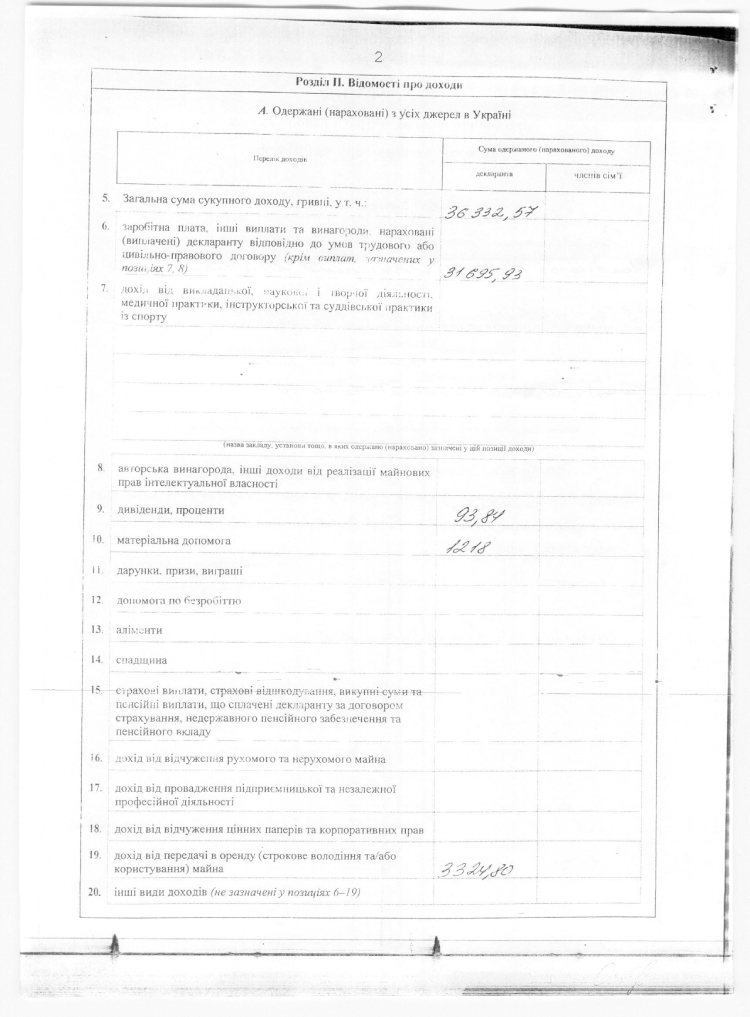 2
Розділ II. Відомості про доходи
А. Одержані (нараховані) з усіх джерел в Україні
Перелік доходів
Сума одержаного (нарахованого) доходу
декларанта
членів сім'ї
5. Загальна сума сукупного доходу, гривні, у т. ч.:
36 332,57
6. заробітна плата, інші виплати та винагороди, нараховані
(виплачені) декларанту відповідно до умов трудового або
цивільно-правового договору (крім виплат, зазначених у
позиціях 7, 8)
31 695,93
7. дохід від викладацької, наукової і творчої діяльності,
медичної практики, інструкторської та суддівської практики
із спорту
(назва закладу, установи тощо, в яких одержано (нараховано) зазначені у цій позиції доходи)
8. авторська винагорода, інші доходи від реалізації майнових
прав інтелектуальної власності
9. дивіденди, проценти
93,84
10. матеріальна допомога
1218
11. дарунки, призи, виграші
12. допомога по безробіттю
13. аліменти
14. спадщина
15. страхові виплати, страхові відшкодування, викупні суми та
пенсійні виплати, що сплачені декларанту за договором
страхування, недержавного пенсійного забезпечення та
пенсійного вкладу
16. дохід від відчуження рухомого та нерухомого майна
17. дохід від провадження підприємницької та незалежної
професійної діяльності
18. дохід від відчуження цінних паперів та корпоративних прав
19. дохід від передачі в оренду (строкове володіння та/або
користування) майна
3324,80
20. інші види доходів (не зазначені у позиціях 6–19)